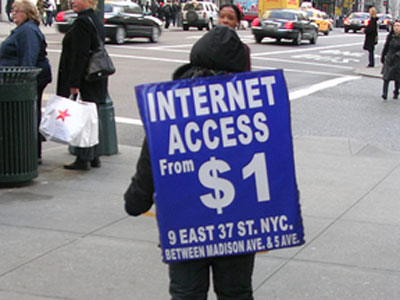 INTERNET
ACCESS
From $1
9 EAST 37 ST. NYC.
BETWEEN MADISON AVE. & 5 AVE.